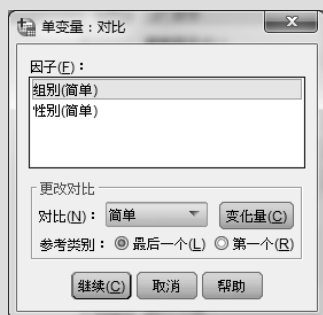 单变量：对比
因子(F)：
组别(简单)
性别(简单)
更改对比
对比(N)： 简单 变化量(C)
参考类别： 最后一个(L) 第一个(R)
继续(C) 取消 帮助